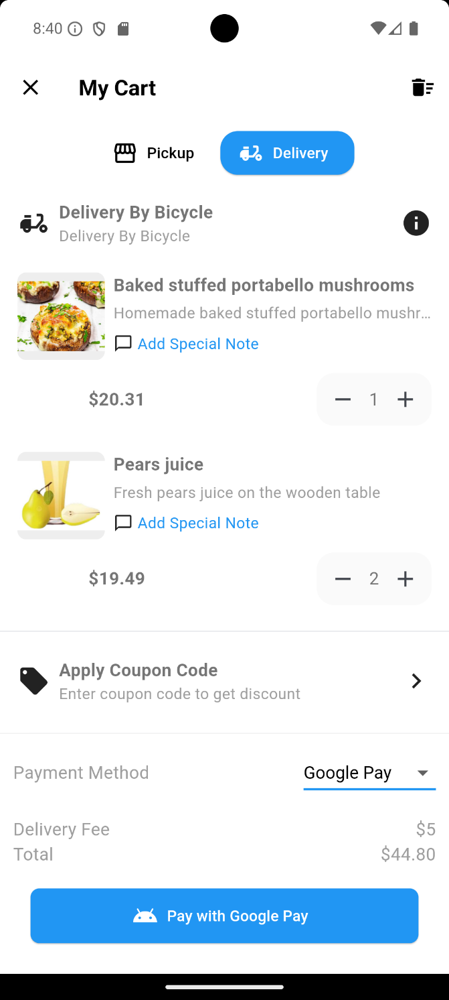 8:40
My Cart
Pickup
Delivery
Delivery By Bicycle
Delivery By Bicycle
Baked stuffed portabello mushrooms
Homemade baked stuffed portabello mushr…
Add Special Note
$20.31
1
Pears juice
Fresh pears juice on the wooden table
Add Special Note
$19.49
2
Apply Coupon Code
Enter coupon code to get discount
Payment Method
Google Pay
Delivery Fee
$5
Total
$44.80
Pay with Google Pay